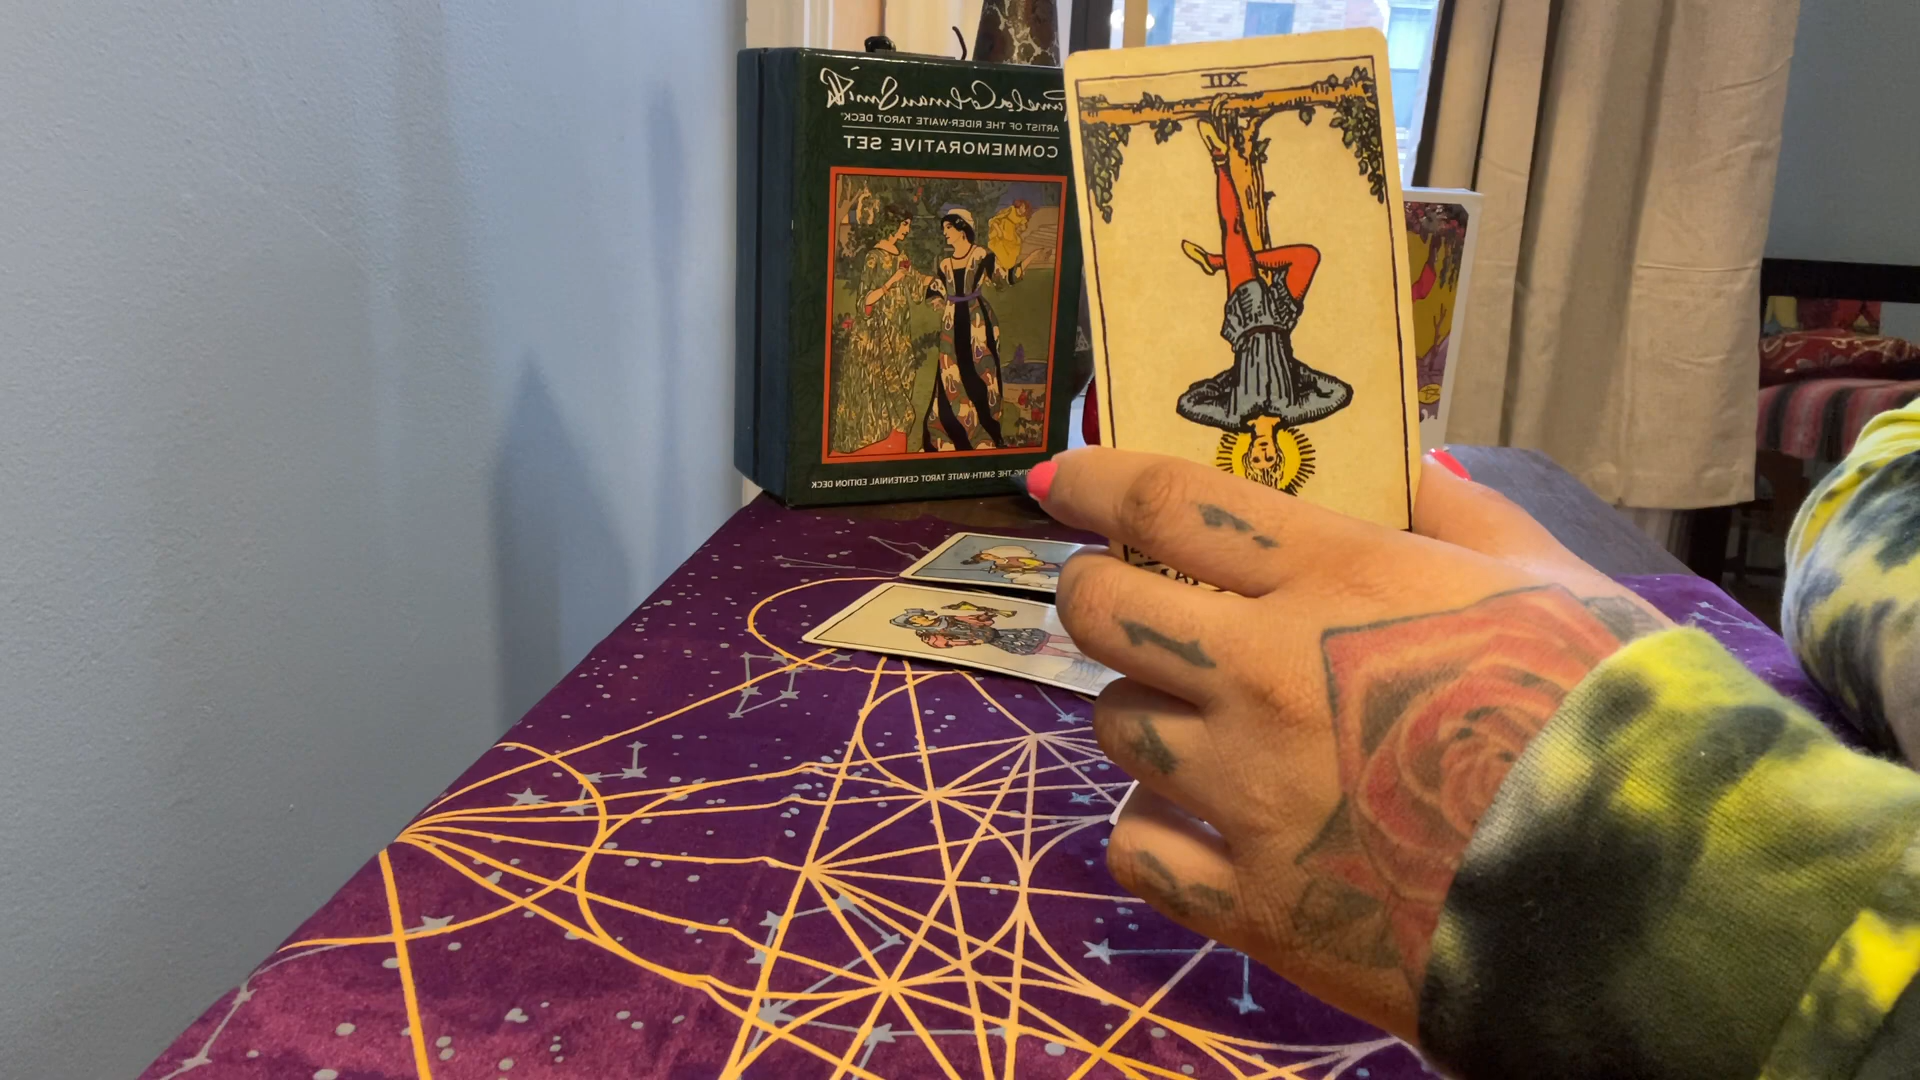 Pamela Colman Smith
ARTIST OF THE RIDER-WAITE TAROT DECK
COMMEMORATIVE SET
THE SMITH-WAITE TAROT CENTENNIAL EDITION DECK
XII